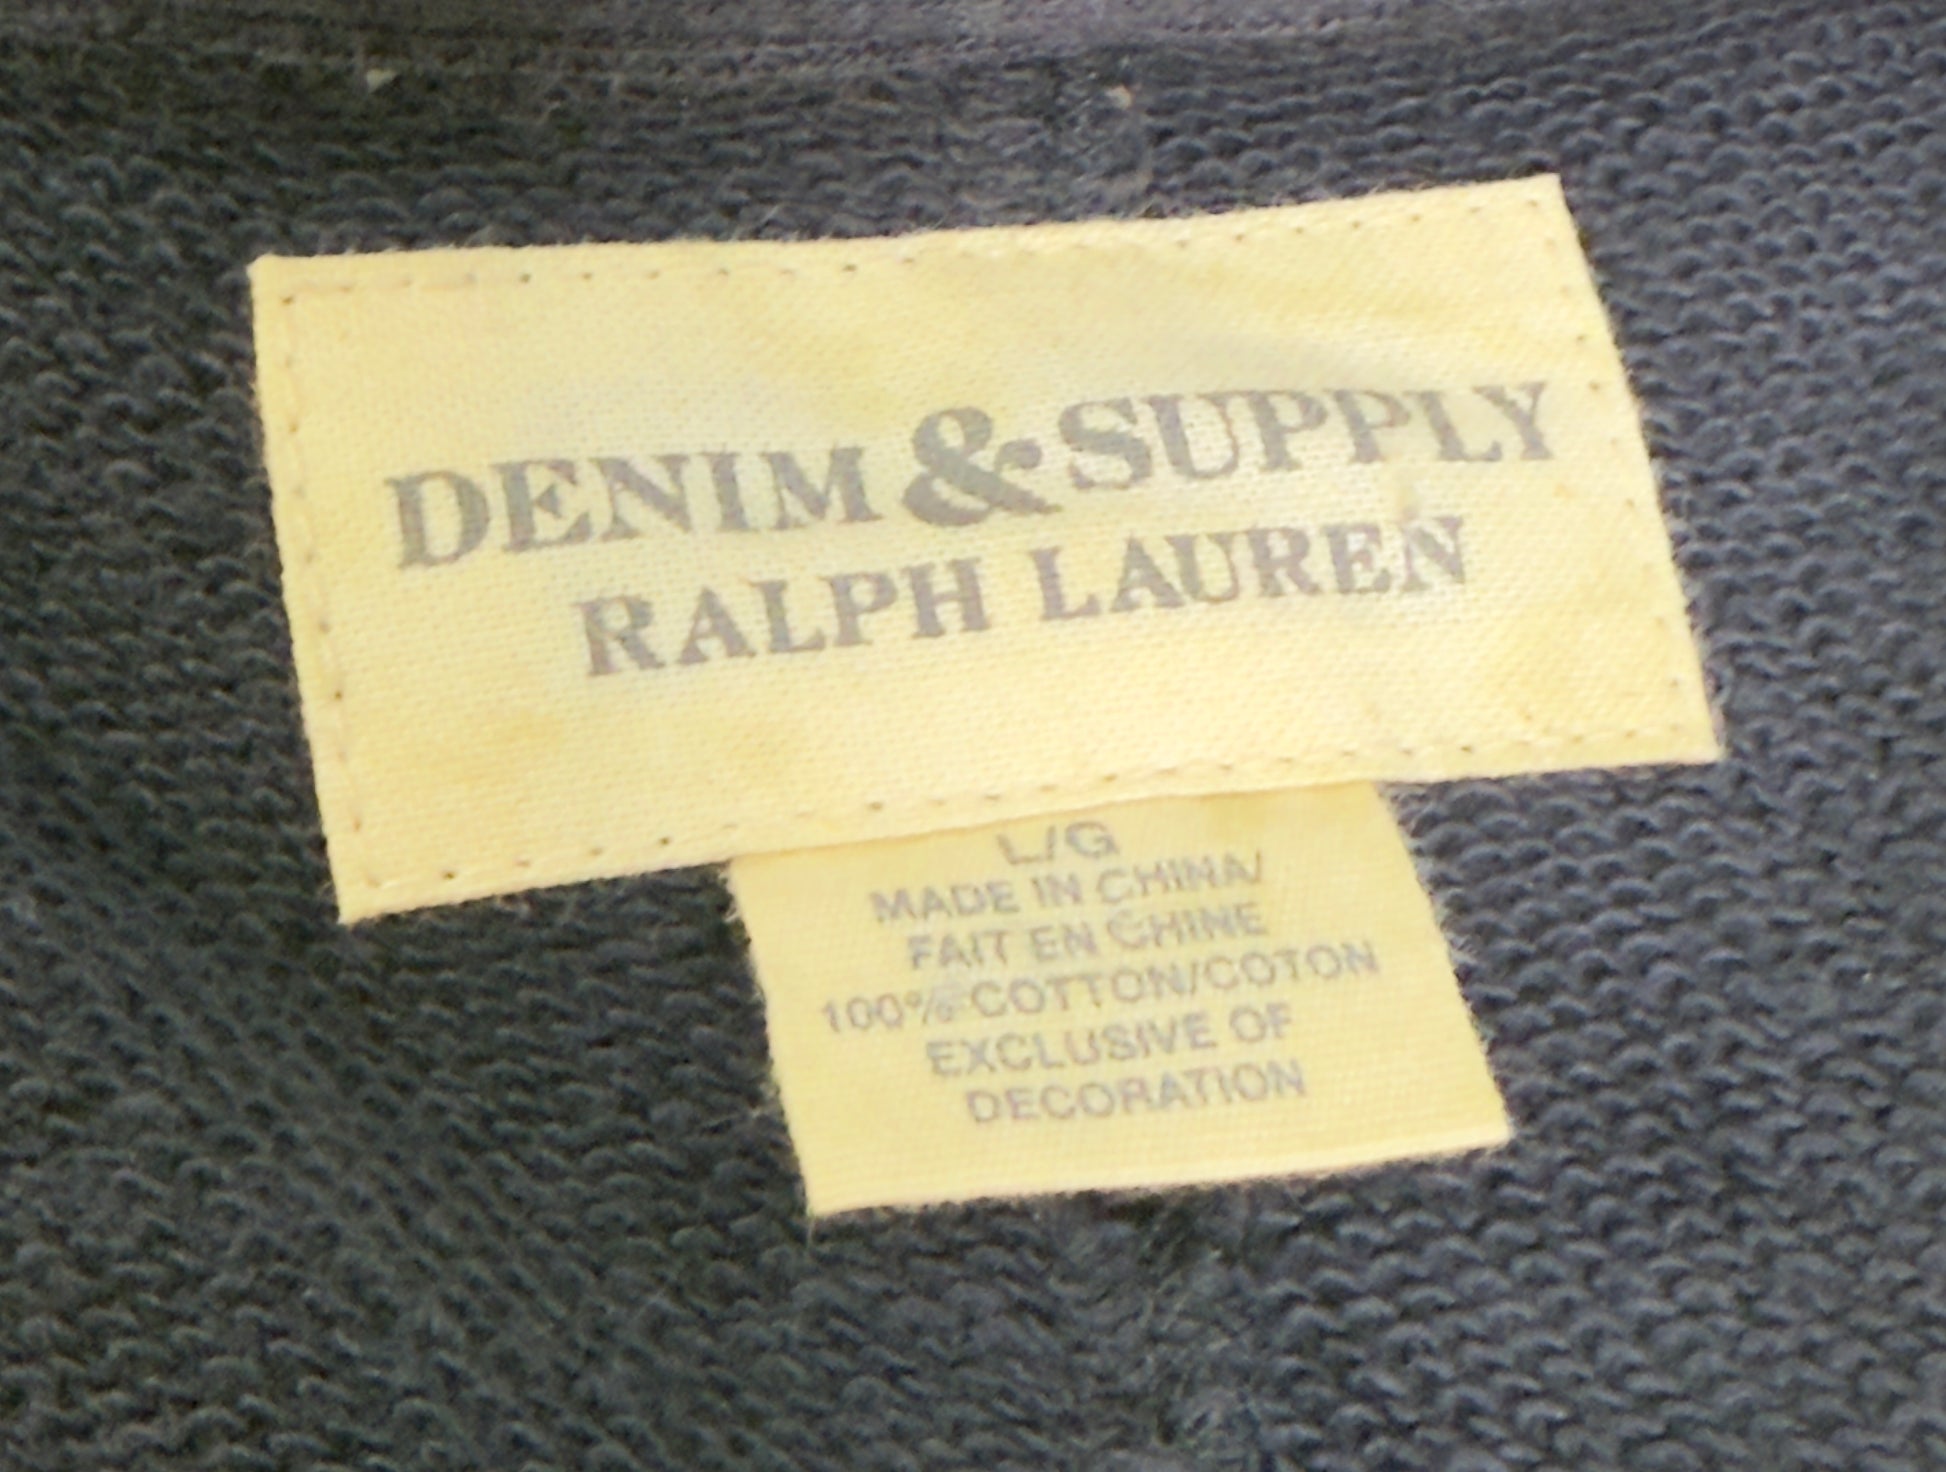 DENIM & SUPPLY
RALPH LAUREN
L/G
MADE IN CHINA/
FAIT EN CHINE
100% COTTON/COTON
EXCLUSIVE OF
DECORATION